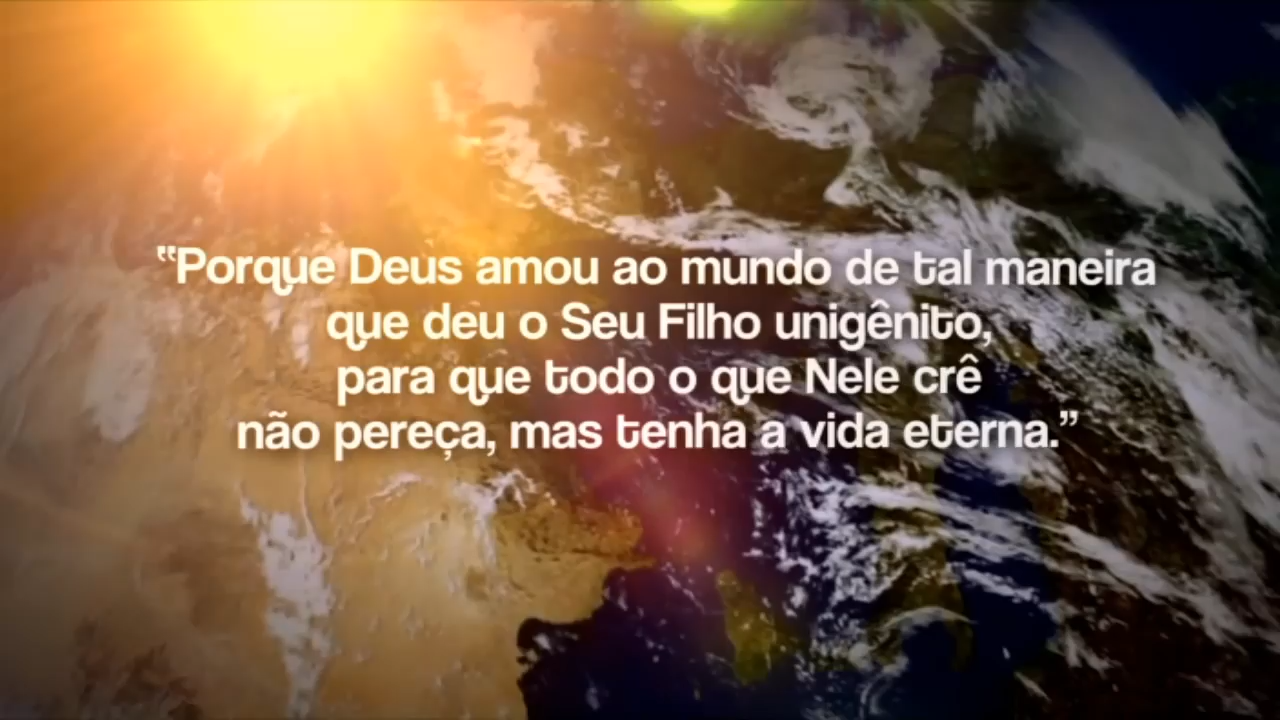 “Porque Deus amou ao mundo de tal maneira
que deu o Seu Filho unigênito,
para que todo o que Nele crê
não pereça, mas tenha a vida eterna.”